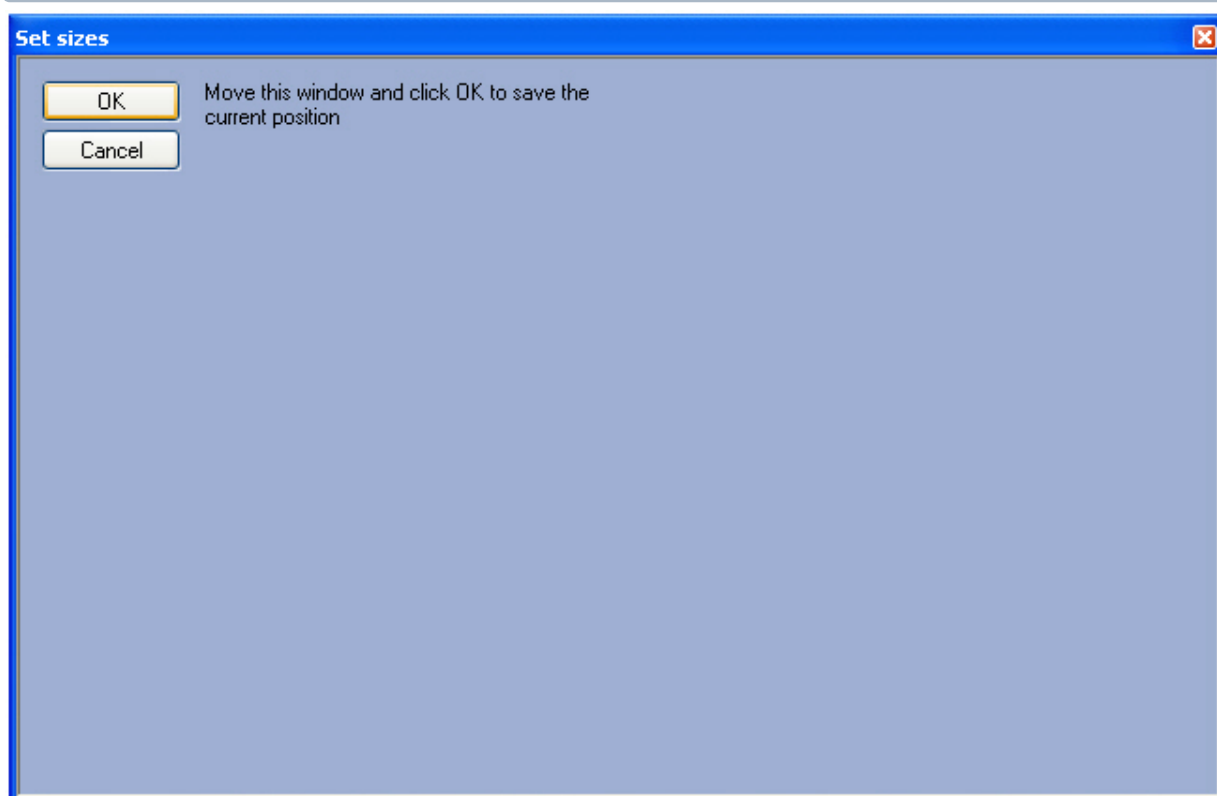 Set sizes
OK
Move this window and click OK to save the
current position
Cancel